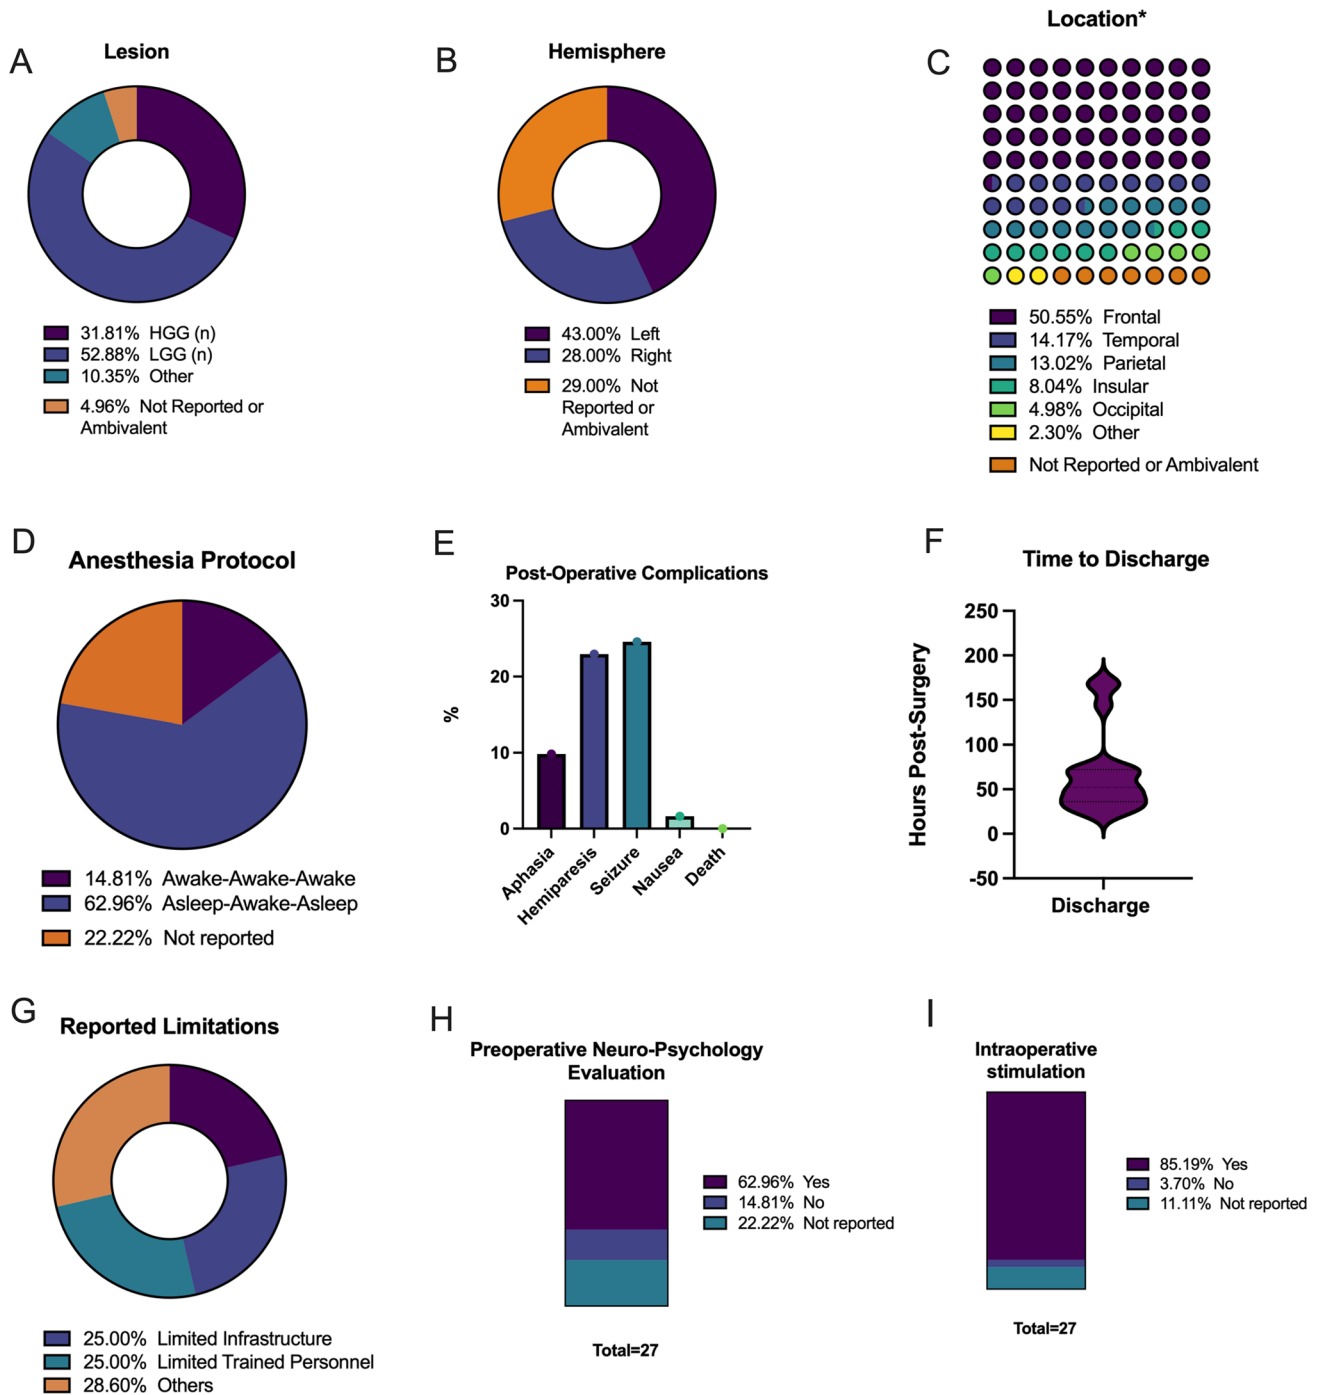 A
Lesion
31.81% HGG (n)
52.88% LGG (n)
10.35% Other
4.96% Not Reported or
Ambivalent
B
Hemisphere
43.00% Left
28.00% Right
29.00% Not
Reported or
Ambivalent
C
Location*
50.55% Frontal
14.17% Temporal
13.02% Parietal
8.04% Insular
4.98% Occipital
2.30% Other
Not Reported or Ambivalent
D
Anesthesia Protocol
14.81% Awake-Awake-Awake
62.96% Asleep-Awake-Asleep
22.22% Not reported
E
Post-Operative Complications
%
30
20
10
0
Aphasia
Hemiparesis
Seizure
Nausea
Death
F
Time to Discharge
Hours Post-Surgery
250
200
150
100
50
0
-50
Discharge
G
Reported Limitations
25.00% Limited Infrastructure
25.00% Limited Trained Personnel
28.60% Others
H
Preoperative Neuro-Psychology
Evaluation
62.96% Yes
14.81% No
22.22% Not reported
Total=27
I
Intraoperative
stimulation
85.19% Yes
3.70% No
11.11% Not reported
Total=27